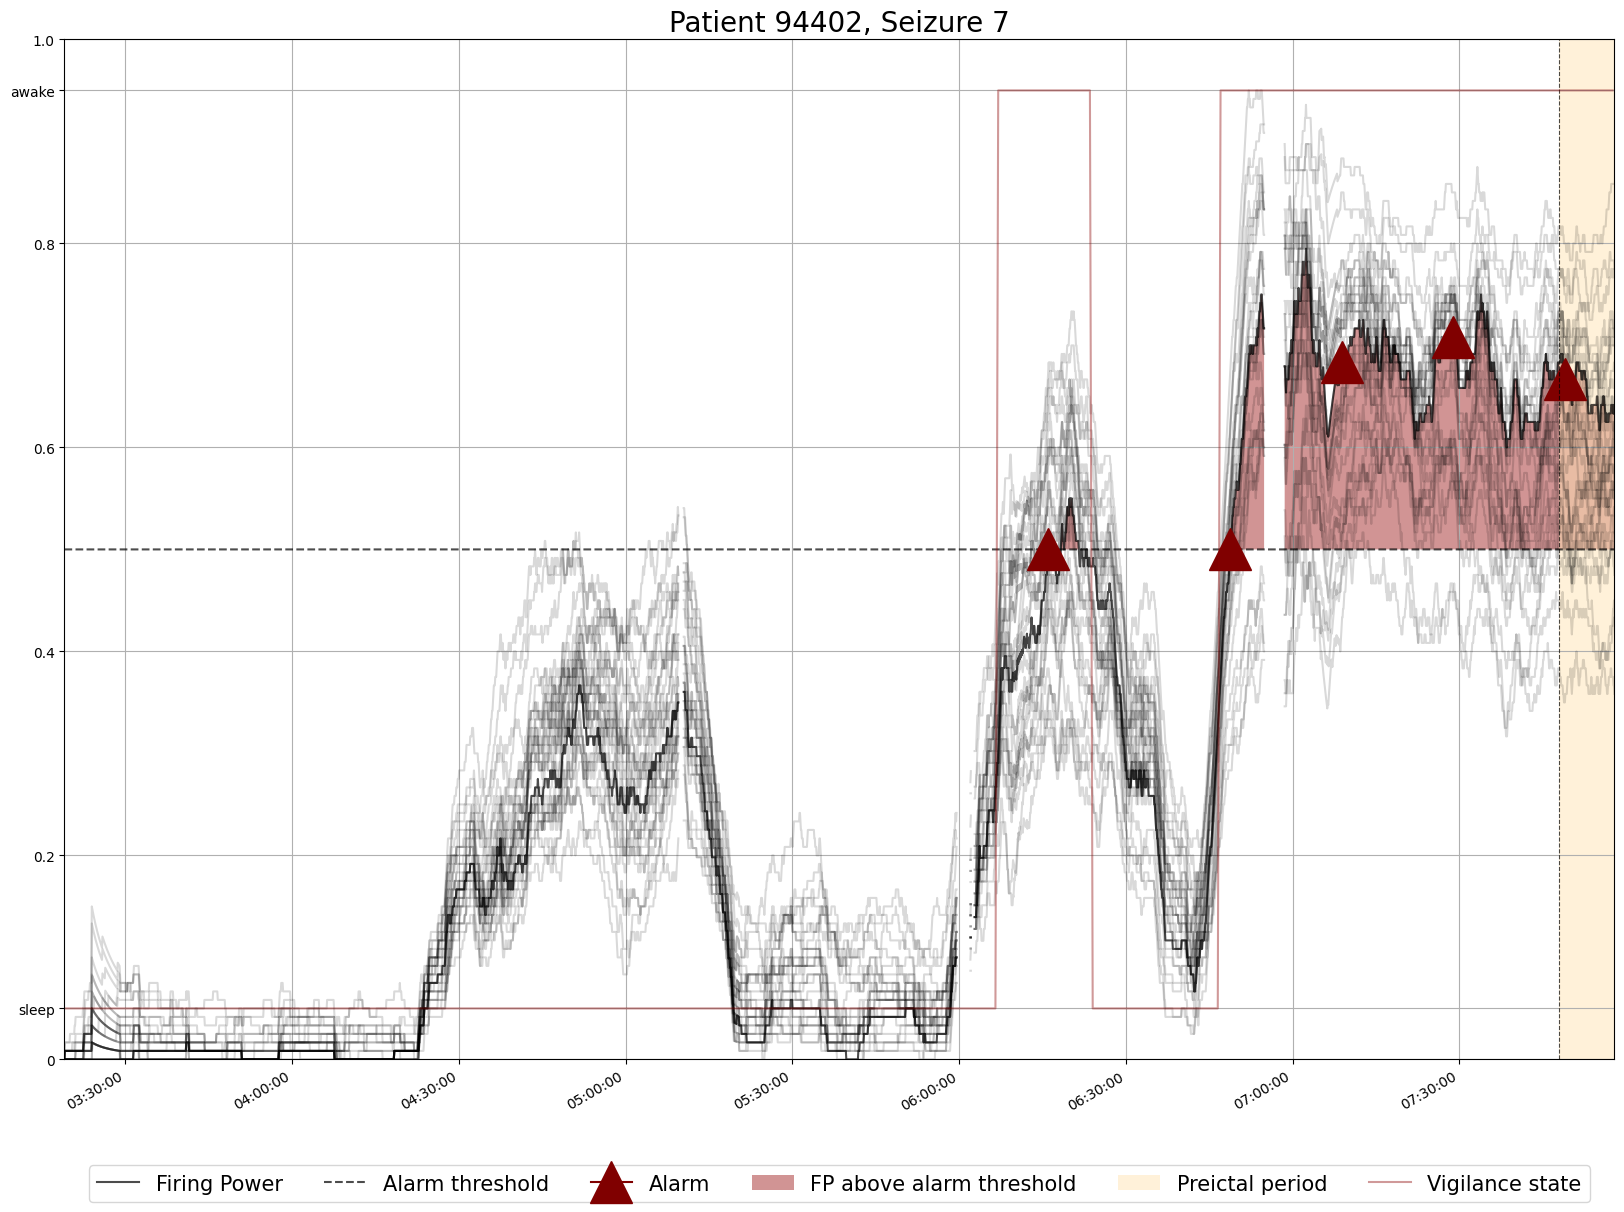 Patient 94402, Seizure 7
1.0
awake
0.8
0.6
0.4
0.2
sleep
0
03:30:00
04:00:00
04:30:00
05:00:00
05:30:00
06:00:00
06:30:00
07:00:00
07:30:00
Firing Power
Alarm threshold
Alarm
FP above alarm threshold
Preictal period
Vigilance state